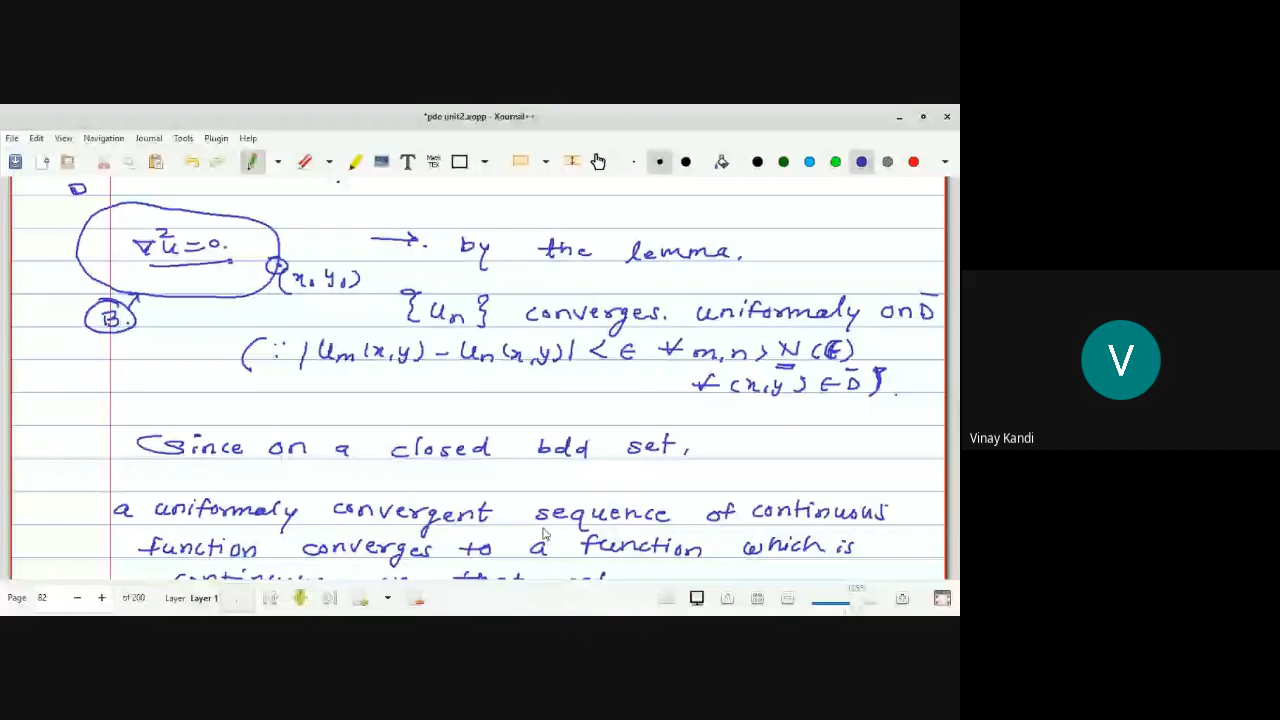 *pde unit2.xopp - Xournal++
File Edit View Navigation Journal Tools Plugin Help
D
∇²u=0.
→. by the lemma.
(x₀ y₀)
B.
{un} converges. uniformaly on D̅
(∵ |um(x,y) - un(x,y)| < ∈ ∀ m,n > N(∈)
∀ (x,y) ∈ D̅ }.
Since on a closed bdd set,
a uniformaly convergent sequence of continuous
function converges to a function which is
V
Vinay Kandi
Page 82 of 200 Layer Layer 1